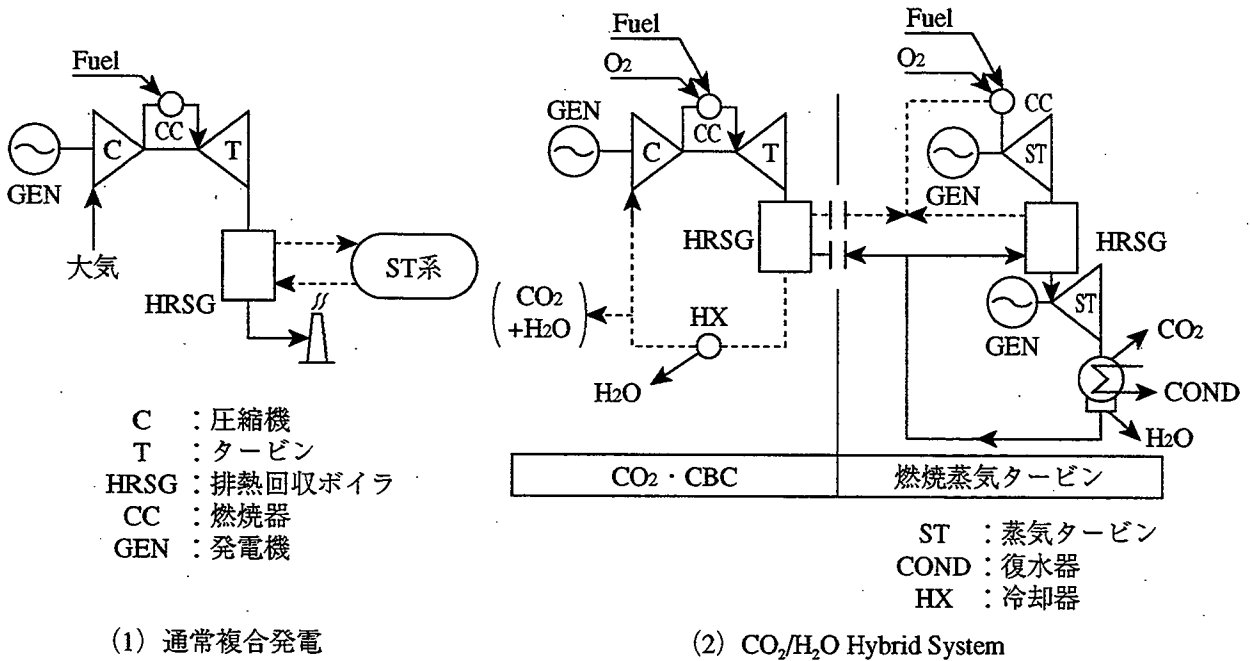 Fuel
CC
C
T
GEN
大気
HRSG
ST系
C ：圧縮機
T ：タービン
HRSG：排熱回収ボイラ
CC ：燃焼器
GEN ：発電機
(1) 通常複合発電
Fuel
O2
GEN
CC
C
T
HRSG
CO2
+H2O
HX
H2O
Fuel
O2
CC
ST
GEN
HRSG
ST
GEN
CO2
COND
H2O
CO2・CBC
燃焼蒸気タービン
ST ：蒸気タービン
COND：復水器
HX ：冷却器
(2) CO2/H2O Hybrid System